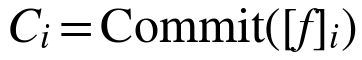 C_i = Commit([f]_i)